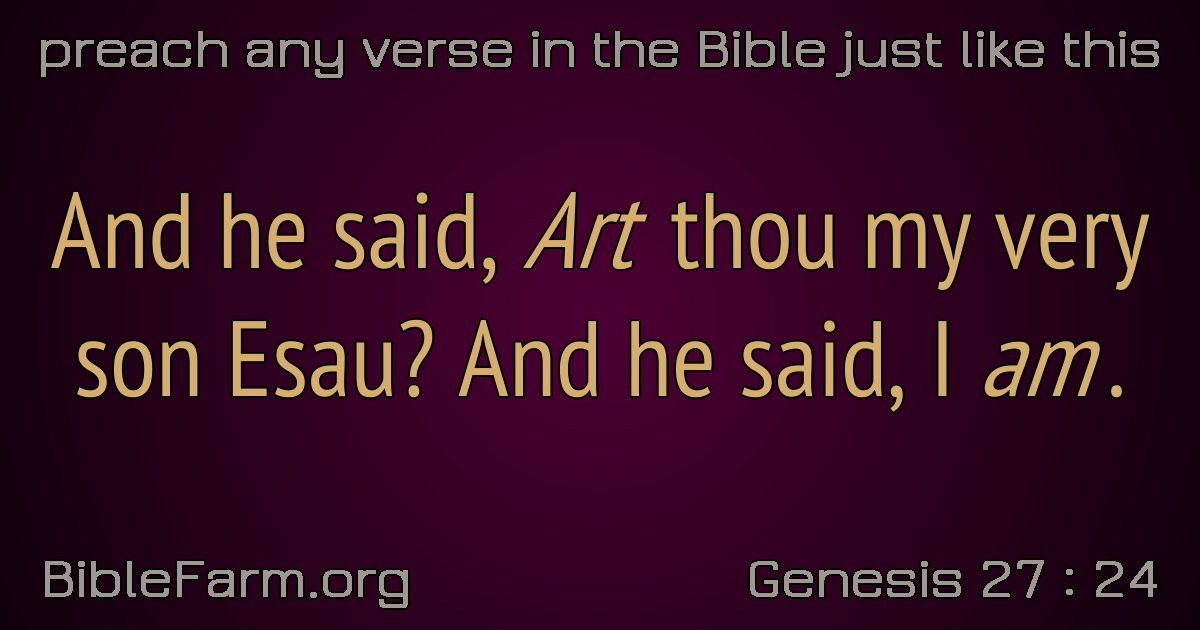 preach any verse in the Bible just like this
And he said, Art thou my very
son Esau? And he said, I am.
BibleFarm.org
Genesis 27 : 24